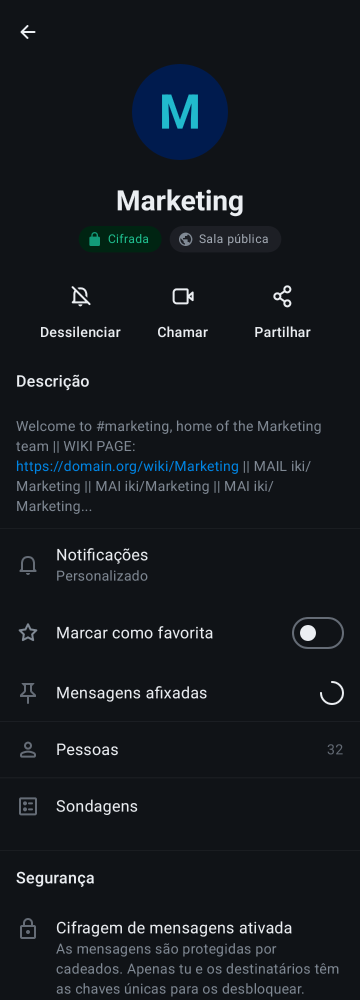 M
Marketing
Cifrada
Sala pública
Dessilenciar
Chamar
Partilhar
Descrição
Welcome to #marketing, home of the Marketing
team || WIKI PAGE:
https://domain.org/wiki/Marketing || MAIL iki/
Marketing || MAI iki/Marketing || MAI iki/
Marketing...
Notificações
Personalizado
Marcar como favorita
Mensagens afixadas
Pessoas
32
Sondagens
Segurança
Cifragem de mensagens ativada
As mensagens são protegidas por
cadeados. Apenas tu e os destinatários têm
as chaves únicas para os desbloquear.